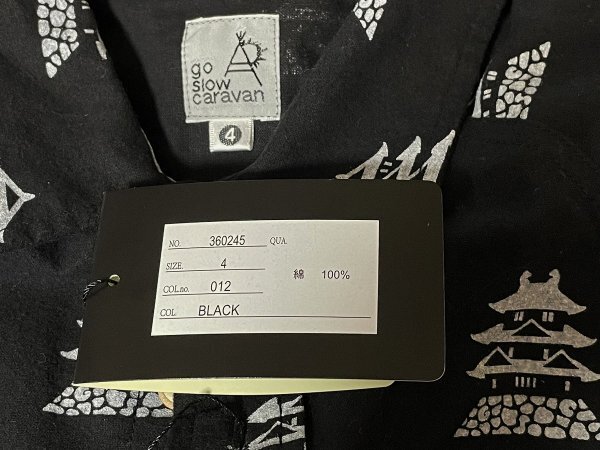 go
slow
caravan
4
NO. 360245 QUA.
SIZE. 4
綿 100%
COL.no. 012
COL. BLACK